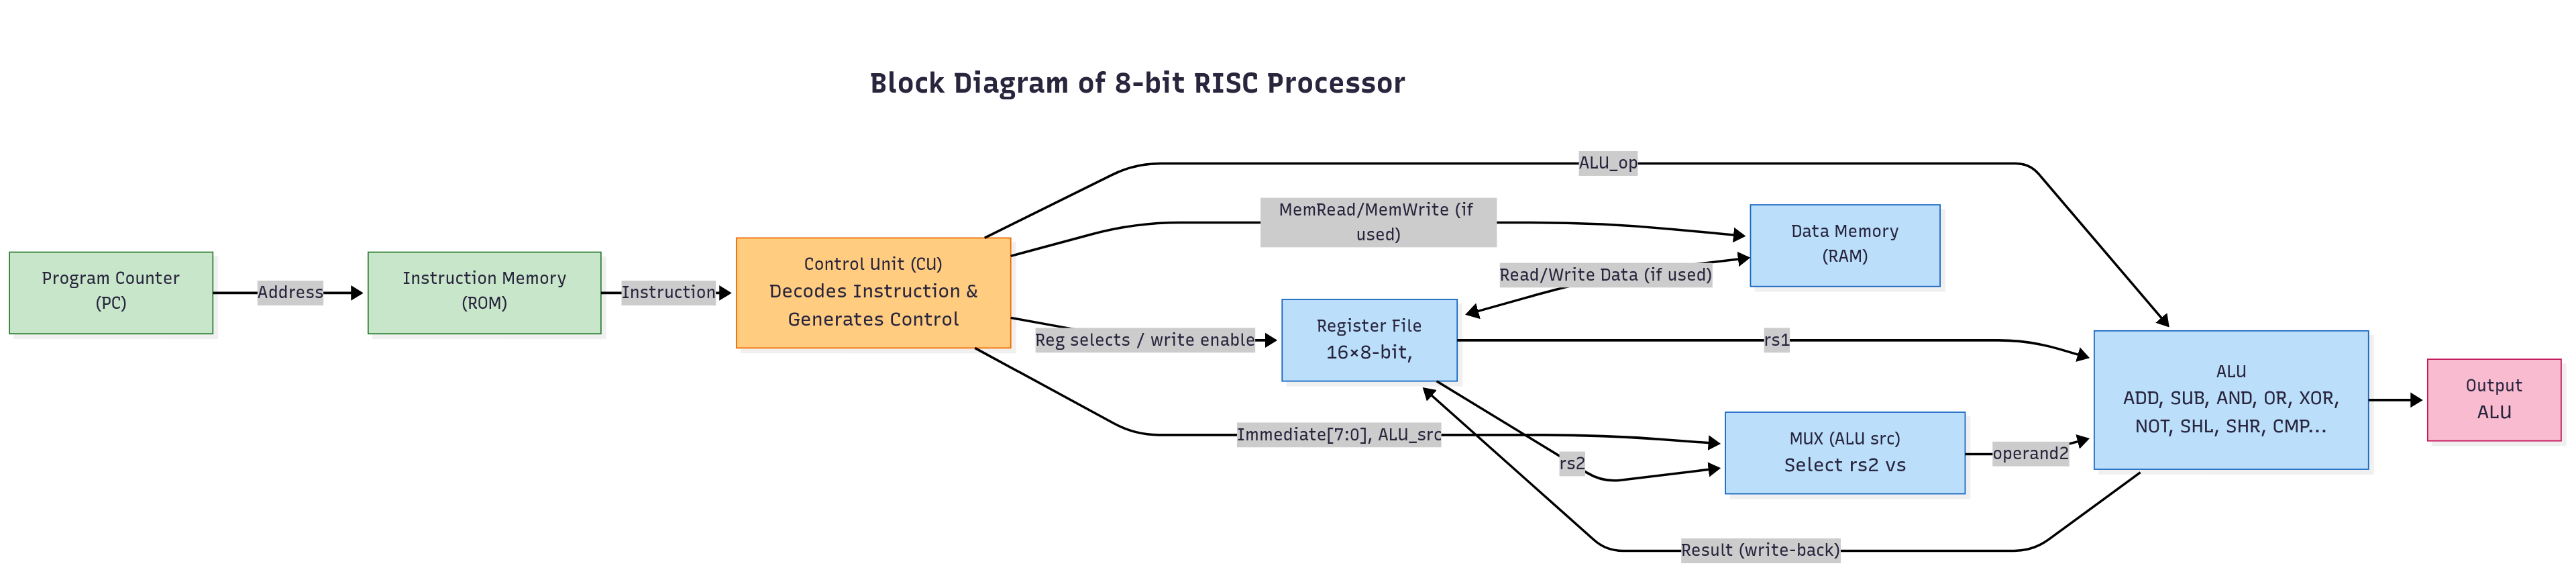 Block Diagram of 8-bit RISC Processor
ALU_op
MemRead/MemWrite (if
used)
Data Memory
(RAM)
Program Counter
(PC)
Address
Instruction Memory
(ROM)
Instruction
Control Unit (CU)
Decodes Instruction &
Generates Control
Read/Write Data (if used)
Reg selects / write enable
Register File
16×8-bit,
rs1
Immediate[7:0], ALU_src
rs2
MUX (ALU src)
Select rs2 vs
operand2
ALU
ADD, SUB, AND, OR, XOR,
NOT, SHL, SHR, CMP...
Output
ALU
Result (write-back)